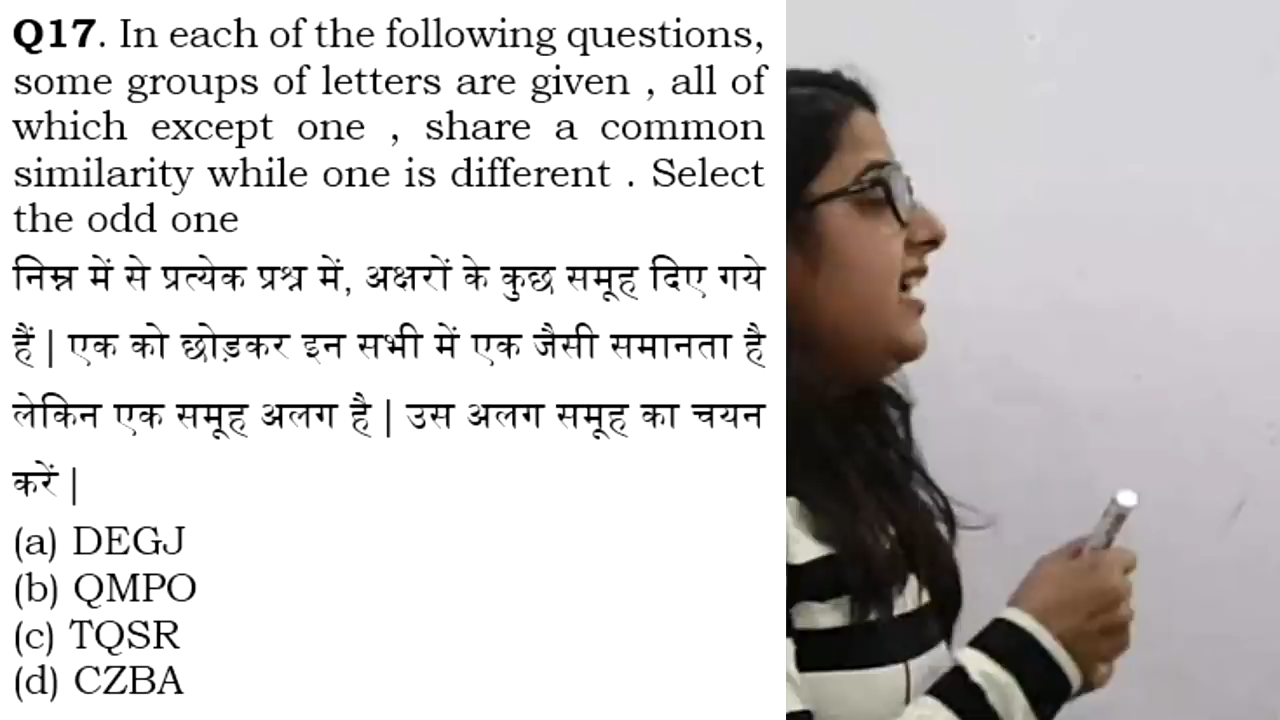 Q17. In each of the following questions,
some groups of letters are given , all of
which except one , share a common
similarity while one is different . Select
the odd one
निम्न में से प्रत्येक प्रश्न में, अक्षरों के कुछ समूह दिए गये
हैं | एक को छोड़कर इन सभी में एक जैसी समानता है
लेकिन एक समूह अलग है | उस अलग समूह का चयन
करें |
(a) DEGJ
(b) QMPO
(c) TQSR
(d) CZBA